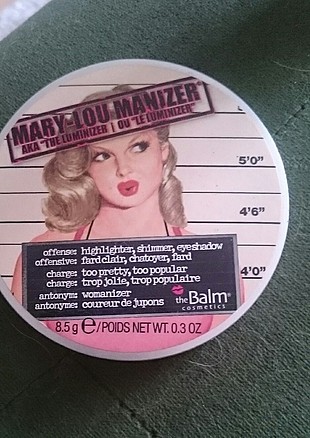 MARY-LOU MANIZER®
AKA "THE LUMINIZER | OU "LE LUMINIZER"
5'0"
4'6"
4'0"
offense: highlighter, shimmer, eyeshadow
offensive: fard clair, chatoyer, fard
charge: too pretty, too popular
charge: trop jolie, trop populaire
antonym: womanizer
antonyme: coureur de jupons
theBalm®
cosmetics
8.5 g e/POIDS NET WT. 0.3 OZ